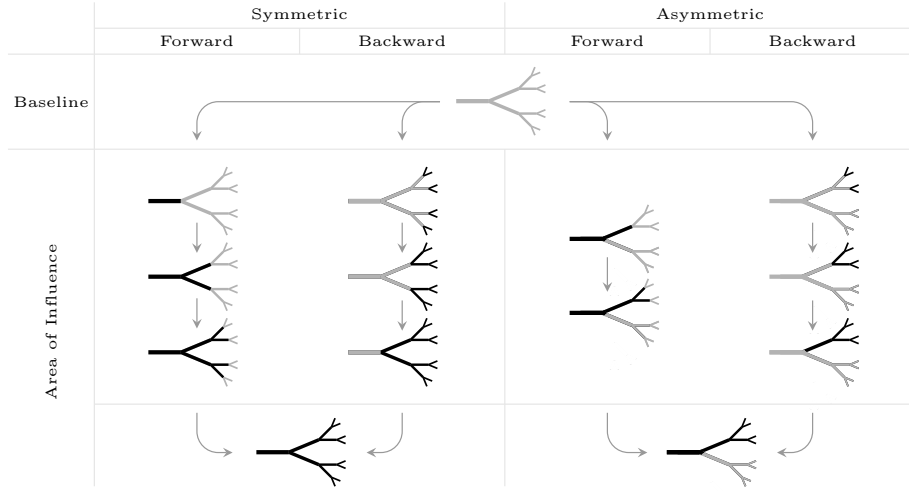 Symmetric
Asymmetric
Forward
Backward
Forward
Backward
Baseline
Area of Influence